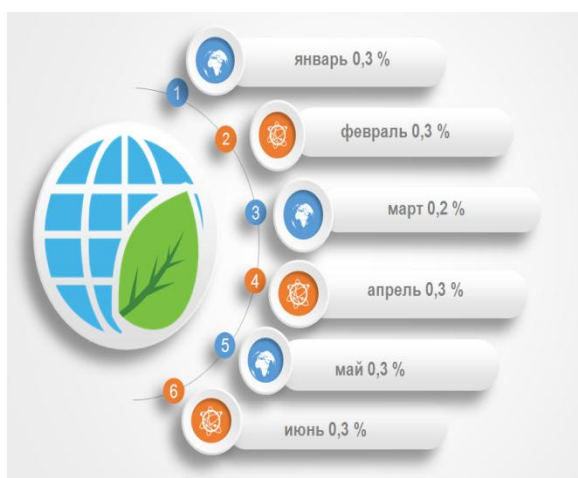 январь 0,3 %
1
февраль 0,3 %
2
март 0,2 %
3
апрель 0,3 %
4
май 0,3 %
5
июнь 0,3 %
6